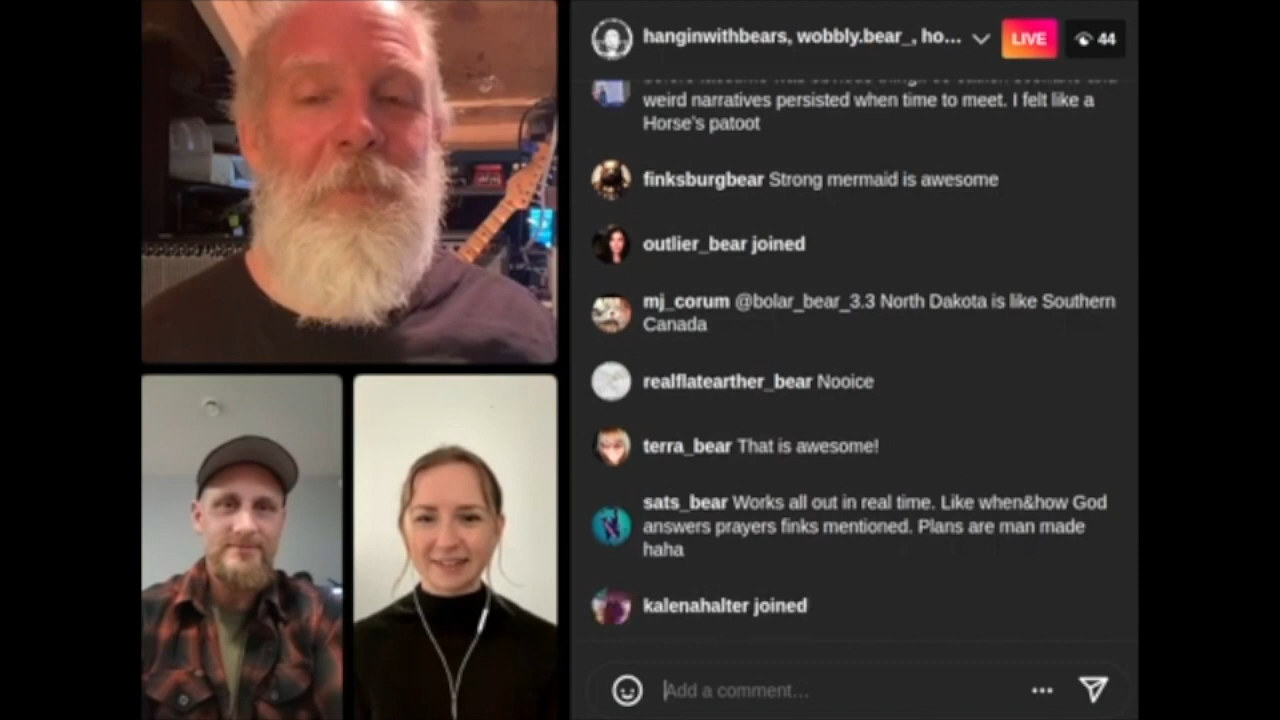 hanginwithbears, wobbly.bear_, ho...
LIVE
44
weird narratives persisted when time to meet. I felt like a
Horse's patoot
finksburgbear Strong mermaid is awesome
outlier_bear joined
mj_corum @bolar_bear_3.3 North Dakota is like Southern
Canada
realflatearther_bear Nooice
terra_bear That is awesome!
sats_bear Works all out in real time. Like when&how God
answers prayers finks mentioned. Plans are man made
haha
kalenahalter joined
Add a comment...